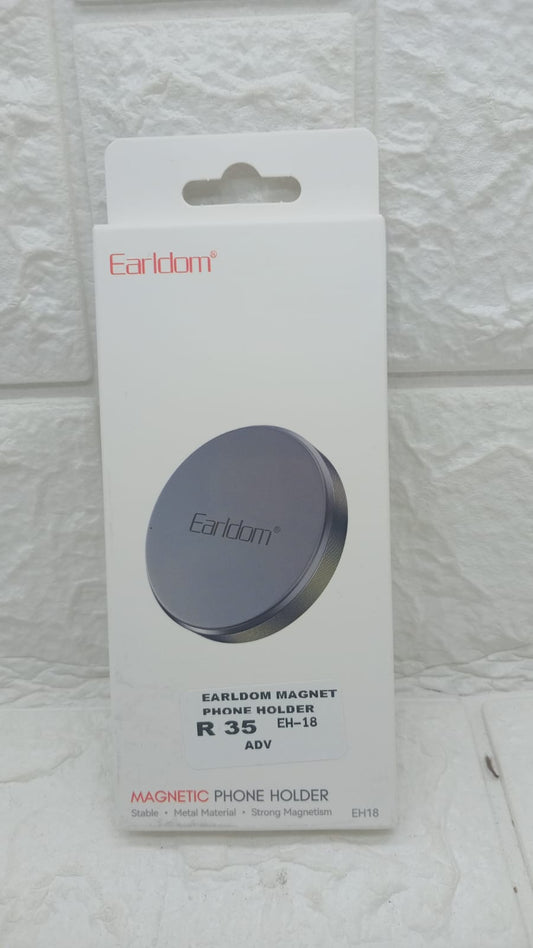 Earldom®
Earldom®
EARLDOM MAGNET
PHONE HOLDER
R 35 EH-18
ADV
MAGNETIC PHONE HOLDER
Stable • Metal Material • Strong Magnetism EH18